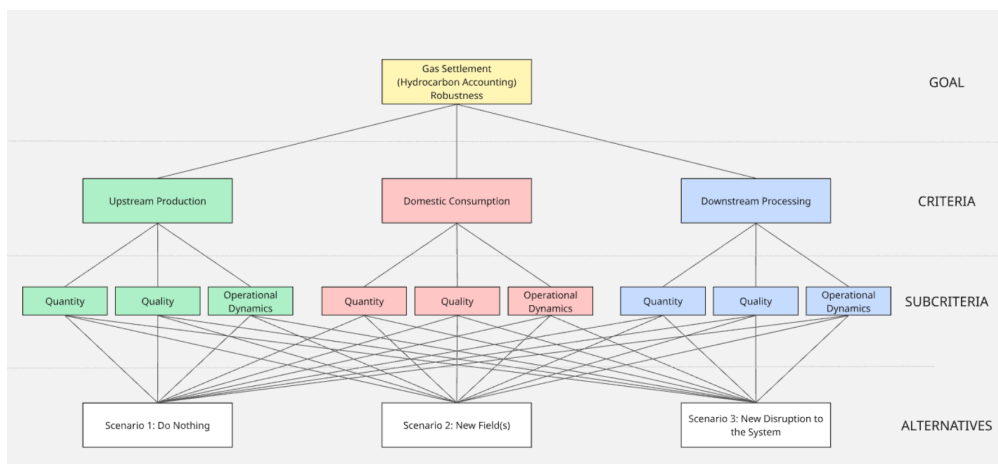 Gas Settlement
(Hydrocarbon Accounting)
Robustness
GOAL
Upstream Production
Domestic Consumption
Downstream Processing
CRITERIA
Quantity
Quality
Operational
Dynamics
Quantity
Quality
Operational
Dynamics
Quantity
Quality
Operational
Dynamics
SUBCRITERIA
Scenario 1: Do Nothing
Scenario 2: New Field(s)
Scenario 3: New Disruption to
the System
ALTERNATIVES